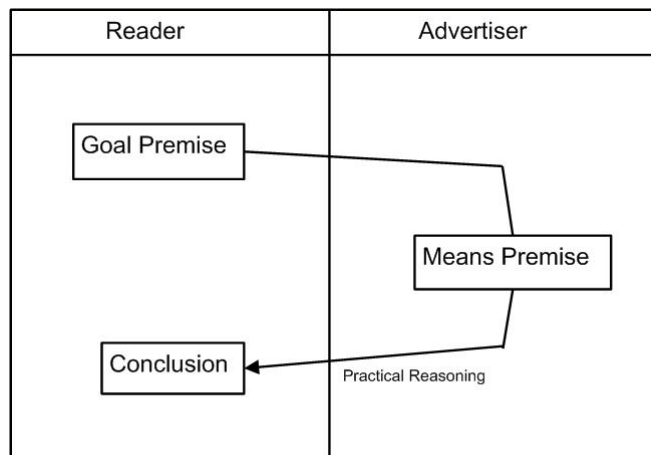 Reader
Advertiser
Goal Premise
Means Premise
Conclusion
Practical Reasoning